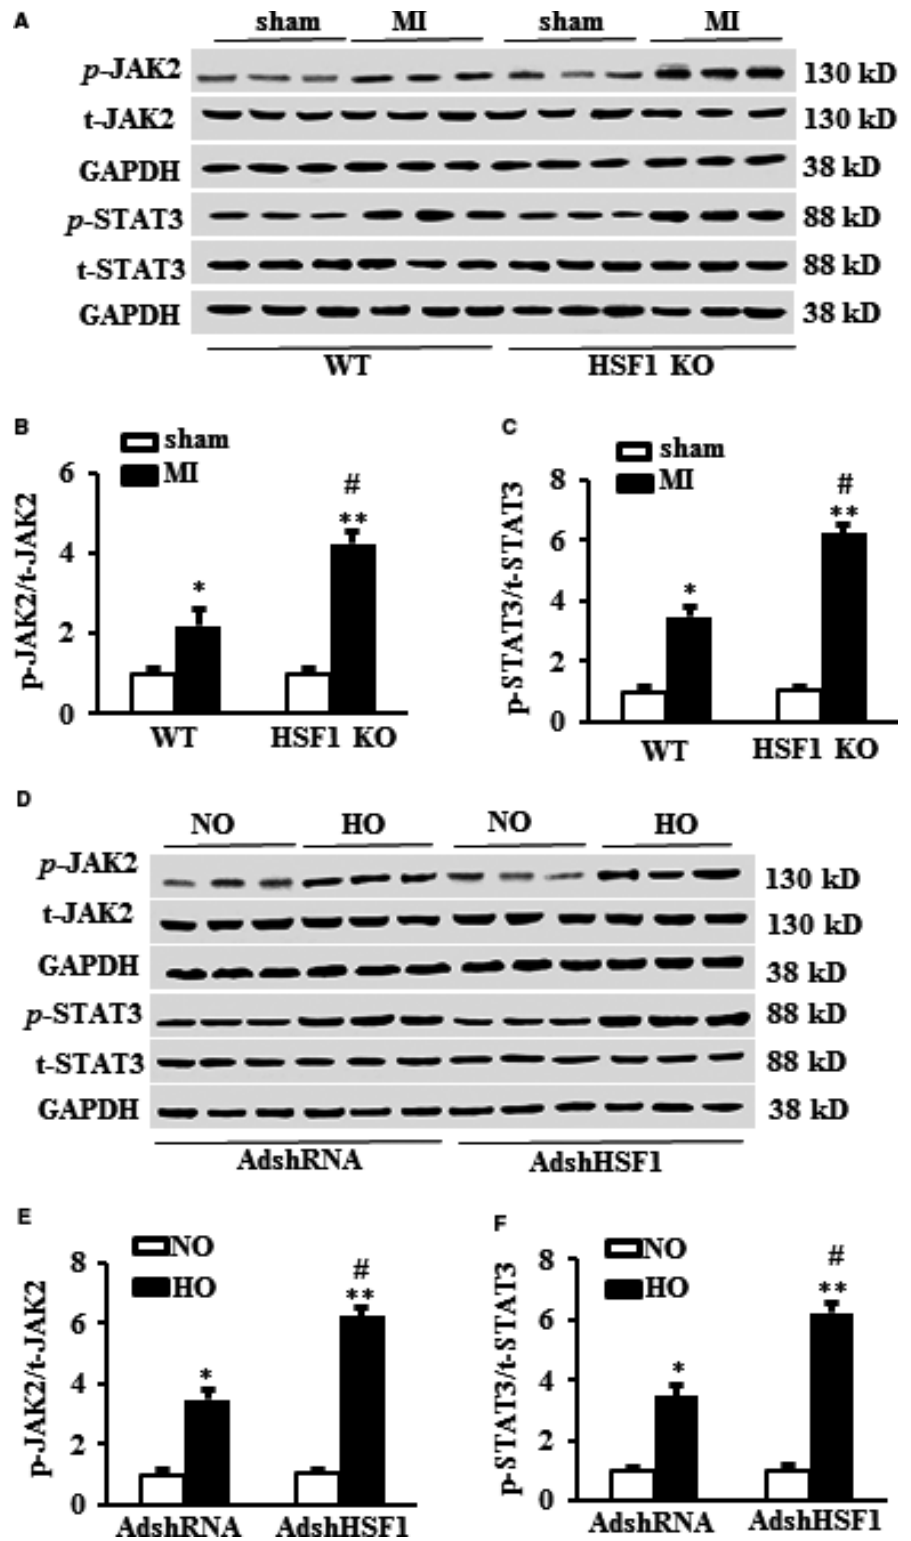 A
sham MI sham MI
p-JAK2 130 kD
t-JAK2 130 kD
GAPDH 38 kD
p-STAT3 88 kD
t-STAT3 88 kD
GAPDH 38 kD
WT HSF1 KO
B
sham
MI
p-JAK2/t-JAK2
6
4
2
0
*
#
**
WT HSF1 KO
C
sham
MI
p-STAT3/t-STAT3
8
6
4
2
0
*
#
**
WT HSF1 KO
D
NO HO NO HO
p-JAK2 130 kD
t-JAK2 130 kD
GAPDH 38 kD
p-STAT3 88 kD
t-STAT3 88 kD
GAPDH 38 kD
AdshRNA AdshHSF1
E
NO
HO
p-JAK2/t-JAK2
8
6
4
2
0
*
#
**
AdshRNA AdshHSF1
F
NO
HO
p-STAT3/t-STAT3
8
6
4
2
0
*
#
**
AdshRNA AdshHSF1